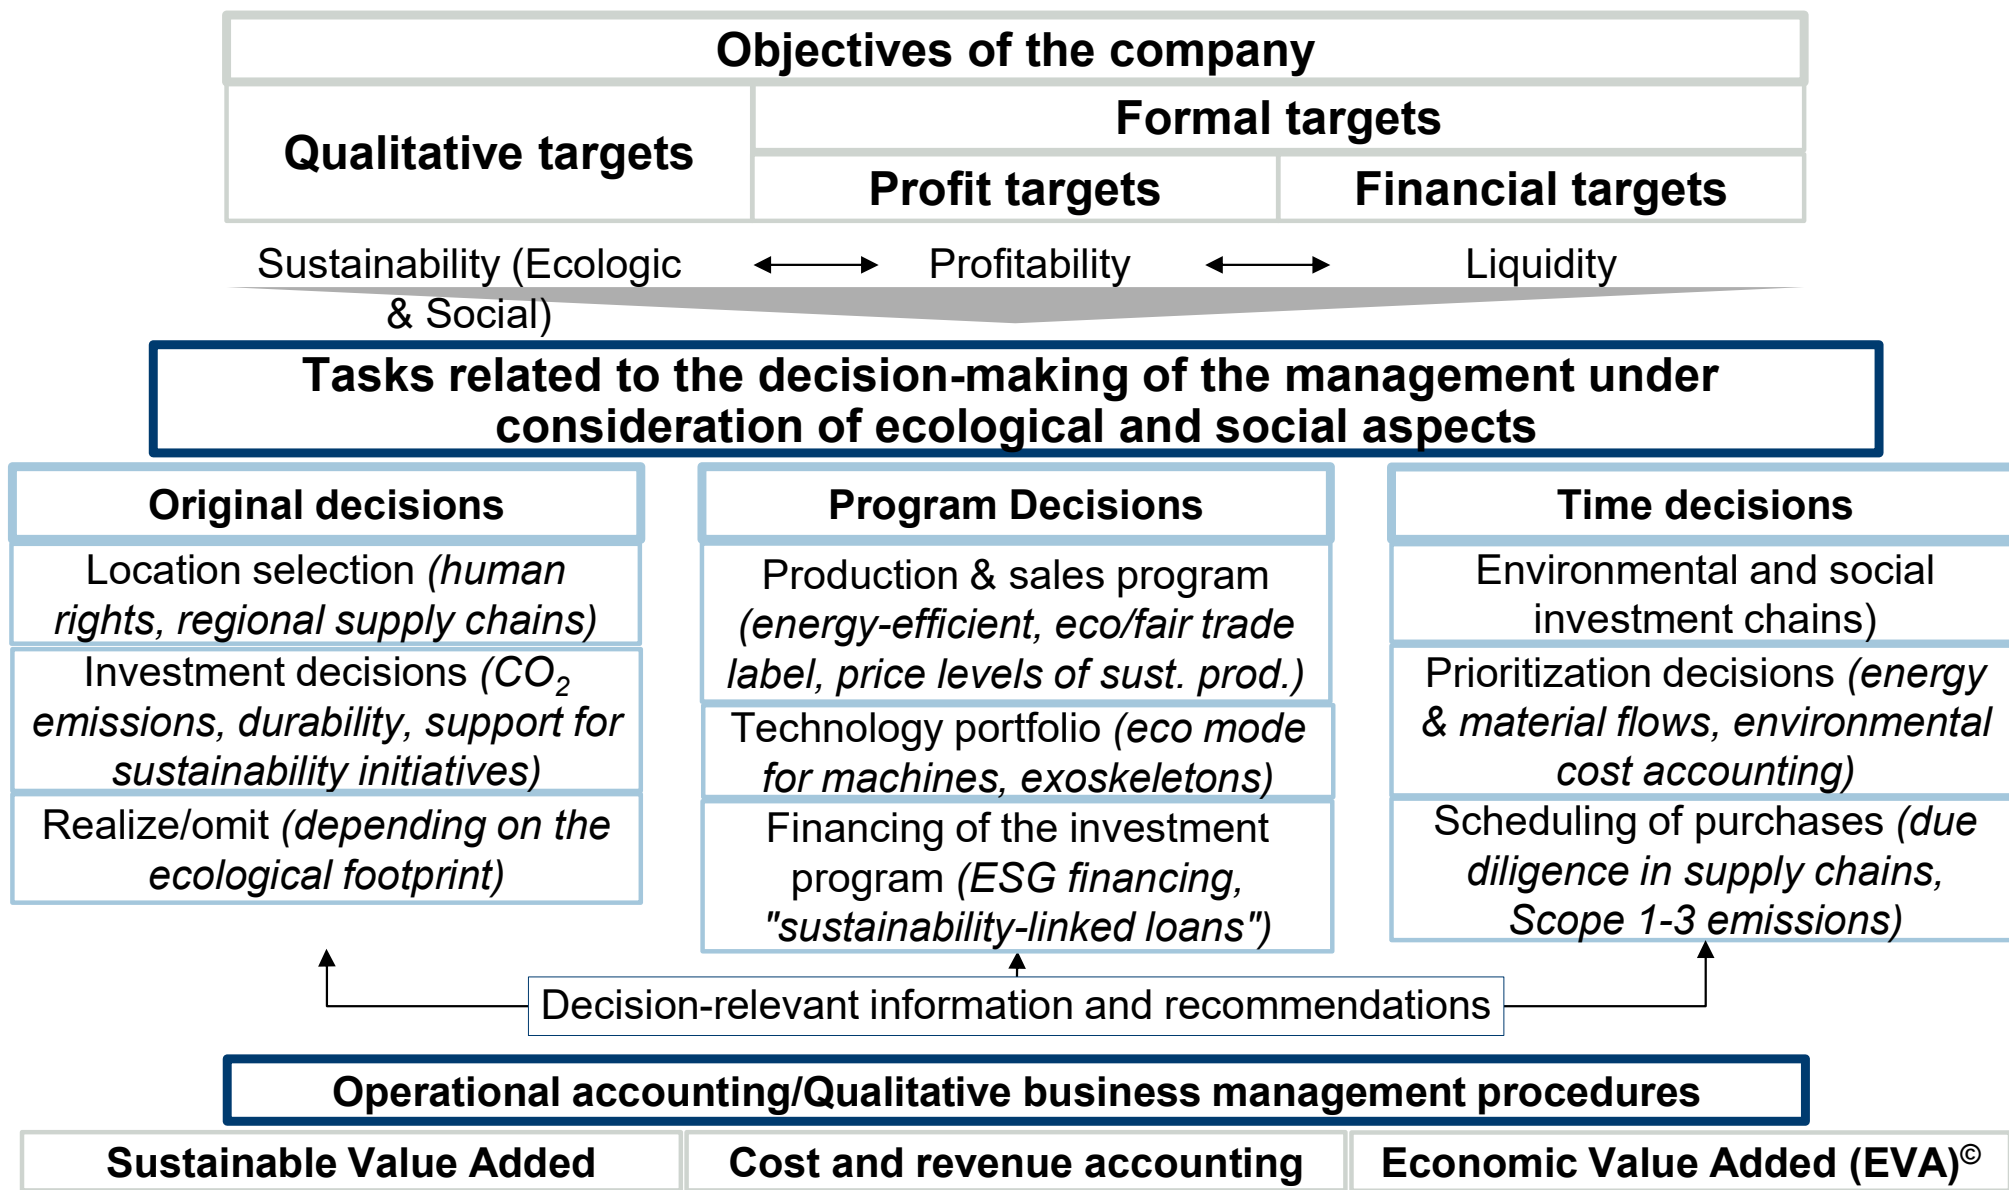 Objectives of the company
Qualitative targets
Formal targets
Profit targets
Financial targets
Sustainability (Ecologic
& Social)
Profitability
Liquidity
Tasks related to the decision-making of the management under
consideration of ecological and social aspects
Original decisions
Location selection (human
rights, regional supply chains)
Investment decisions (CO₂
emissions, durability, support for
sustainability initiatives)
Realize/omit (depending on the
ecological footprint)
Program Decisions
Production & sales program
(energy-efficient, eco/fair trade
label, price levels of sust. prod.)
Technology portfolio (eco mode
for machines, exoskeletons)
Financing of the investment
program (ESG financing,
"sustainability-linked loans")
Time decisions
Environmental and social
investment chains)
Prioritization decisions (energy
& material flows, environmental
cost accounting)
Scheduling of purchases (due
diligence in supply chains,
Scope 1-3 emissions)
Decision-relevant information and recommendations
Operational accounting/Qualitative business management procedures
Sustainable Value Added
Cost and revenue accounting
Economic Value Added (EVA)©